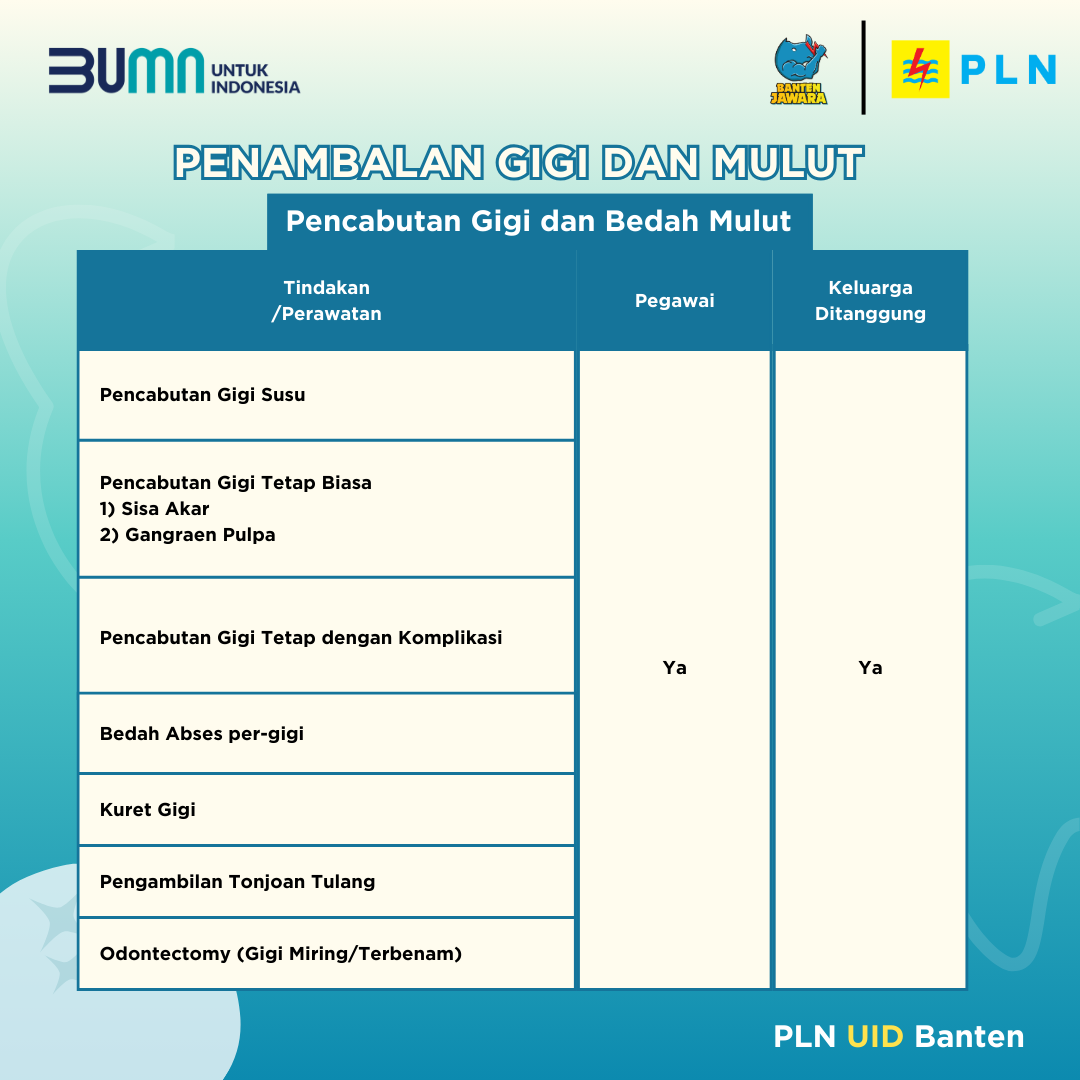 BUMN UNTUK
INDONESIA
BANTEN
JAWARA
PLN
PENAMBALAN GIGI DAN MULUT
Pencabutan Gigi dan Bedah Mulut
Tindakan
/Perawatan
Pegawai
Keluarga
Ditanggung
Pencabutan Gigi Susu
Pencabutan Gigi Tetap Biasa
1) Sisa Akar
2) Gangraen Pulpa
Pencabutan Gigi Tetap dengan Komplikasi
Bedah Abses per-gigi
Kuret Gigi
Pengambilan Tonjoan Tulang
Odontectomy (Gigi Miring/Terbenam)
Ya
Ya
PLN UID Banten